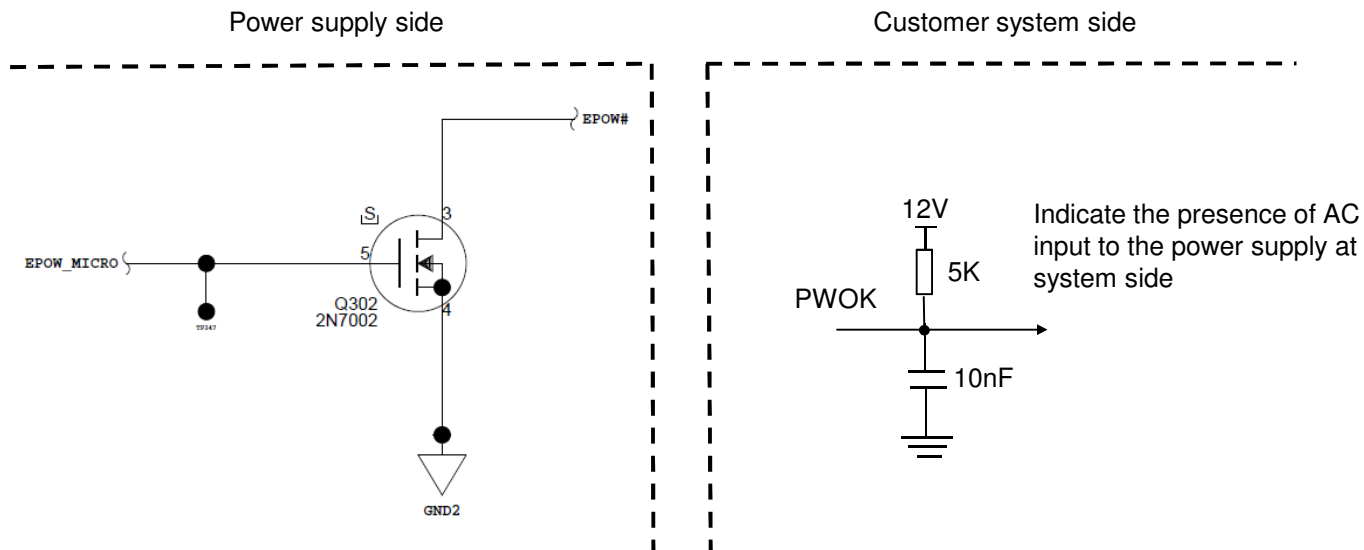 Power supply side
Customer system side
EPOW#
S
3
5
EPOW_MICRO
TP347
Q302
2N7002
4
GND2
12V
5K
PWOK
10nF
Indicate the presence of AC
input to the power supply at
system side